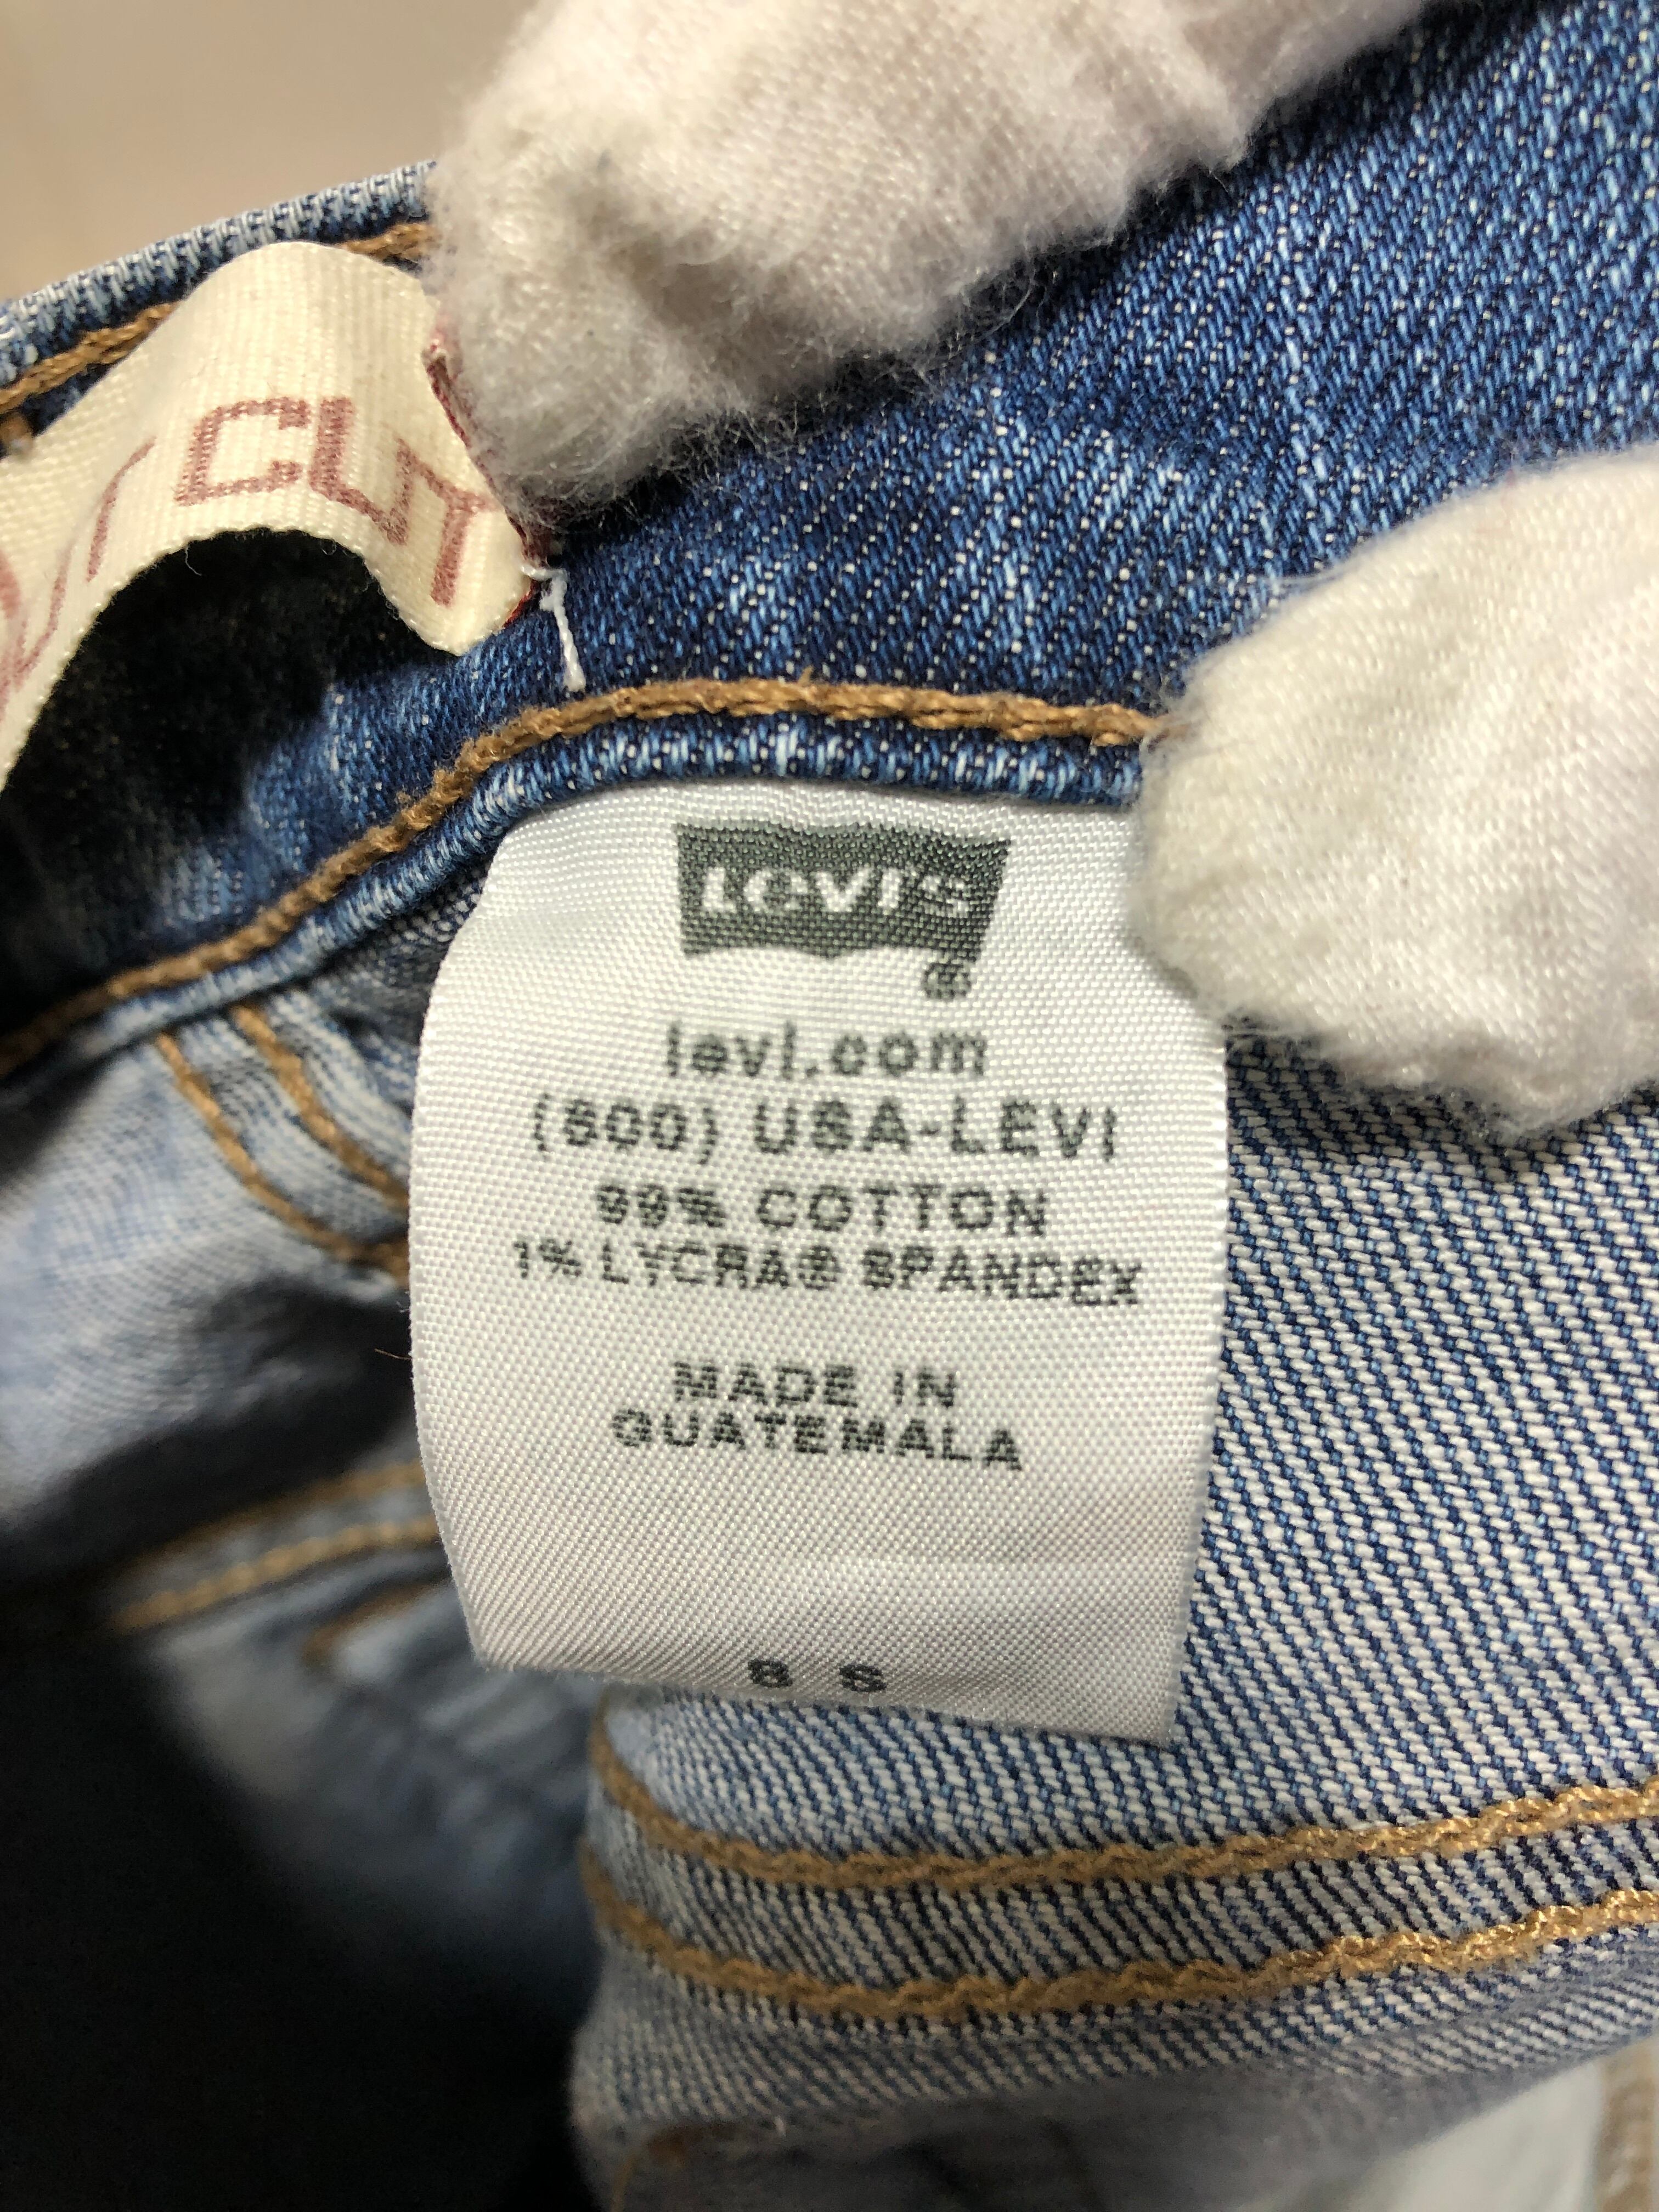 CUT
LEVI'S
®
levi.com
(800) USA-LEVI
99% COTTON
1% LYCRA® SPANDEX
MADE IN
GUATEMALA
8 S